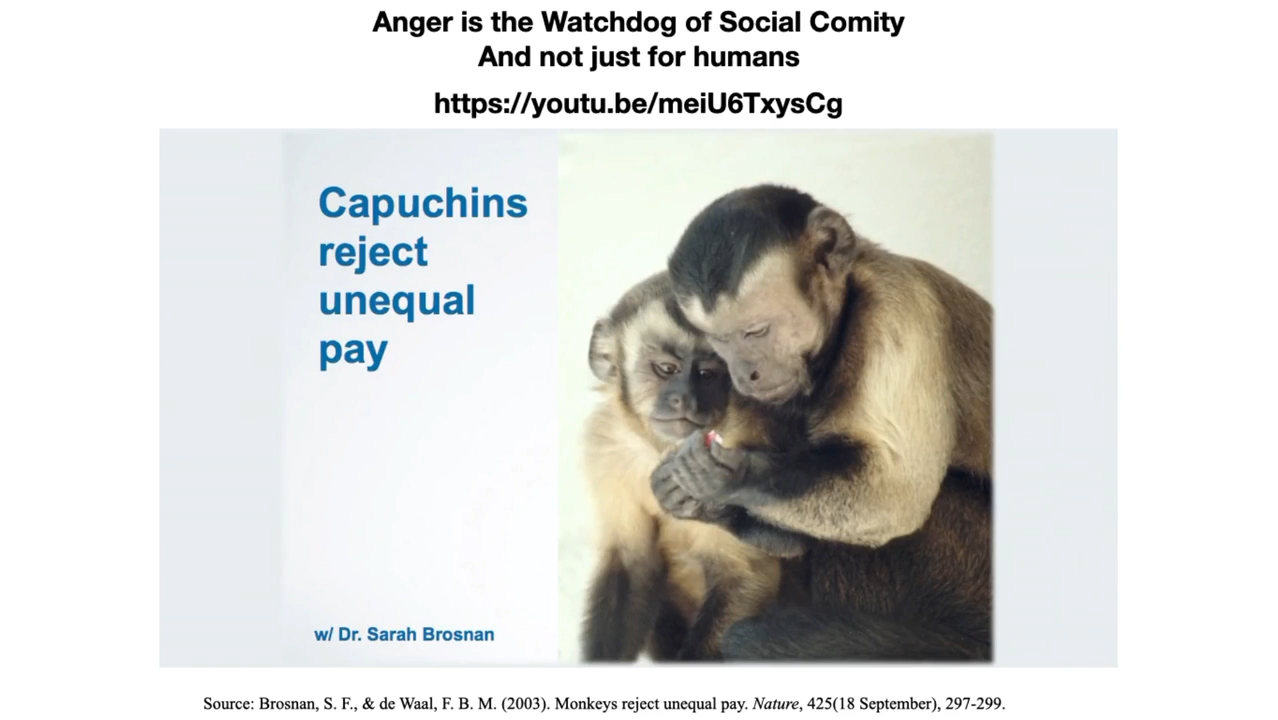 Anger is the Watchdog of Social Comity
And not just for humans
https://youtu.be/meiU6TxysCg
Capuchins
reject
unequal
pay
w/ Dr. Sarah Brosnan
Source: Brosnan, S. F., & de Waal, F. B. M. (2003). Monkeys reject unequal pay. Nature, 425(18 September), 297-299.